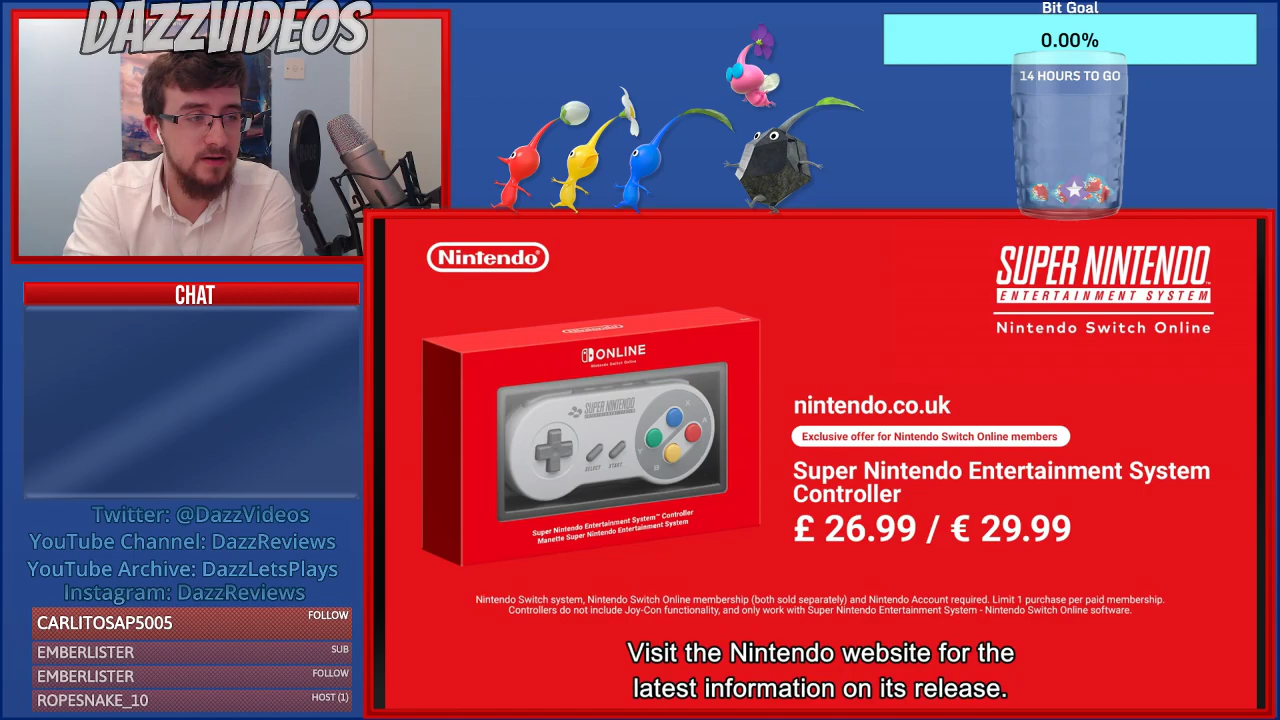 DAZZVIDEOS
Bit Goal
0.00%
14 HOURS TO GO
CHAT
Twitter: @DazzVideos
YouTube Channel: DazzReviews
YouTube Archive: DazzLetsPlays
Instagram: DazzReviews
CARLITOSAP5005 FOLLOW
EMBERLISTER SUB
EMBERLISTER FOLLOW
ROPESNAKE_10 HOST (1)
Nintendo®
SUPER NINTENDO™
ENTERTAINMENT SYSTEM
Nintendo Switch Online
Nintendo
ONLINE
Nintendo Switch Online
SUPER NINTENDO
ENTERTAINMENT SYSTEM
X
Y
A
B
SELECT START
Super Nintendo Entertainment System™ Controller
Manette Super Nintendo Entertainment System
nintendo.co.uk
Exclusive offer for Nintendo Switch Online members
Super Nintendo Entertainment System
Controller
£ 26.99 / € 29.99
Nintendo Switch system, Nintendo Switch Online membership (both sold separately) and Nintendo Account required. Limit 1 purchase per paid membership.
Controllers do not include Joy-Con functionality, and only work with Super Nintendo Entertainment System - Nintendo Switch Online software.
Visit the Nintendo website for the
latest information on its release.